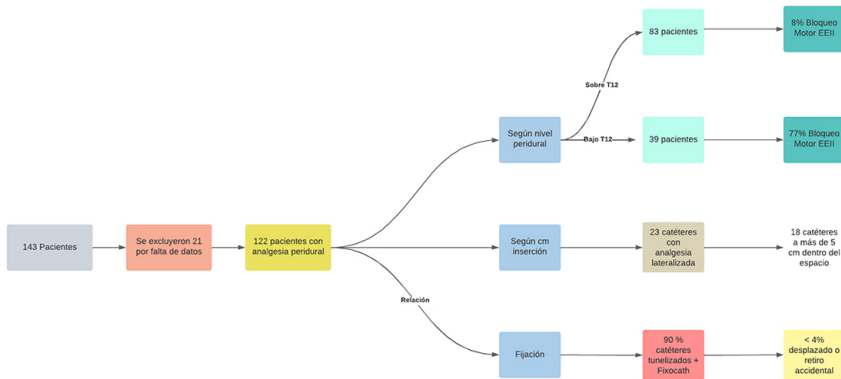 83 pacientes
8% Bloqueo
Motor EEII
Sobre T12
Según nivel
peridural
Bajo T12
39 pacientes
77% Bloqueo
Motor EEII
143 Pacientes
Se excluyeron 21
por falta de datos
122 pacientes con
analgesia peridural
Según cm
inserción
23 catéteres
con
analgesia
lateralizada
18 catéteres
a más de 5
cm dentro del
espacio
Relación
Fijación
90 %
catéteres
tunelizados +
Fixocath
< 4%
desplazado o
retiro
accidental